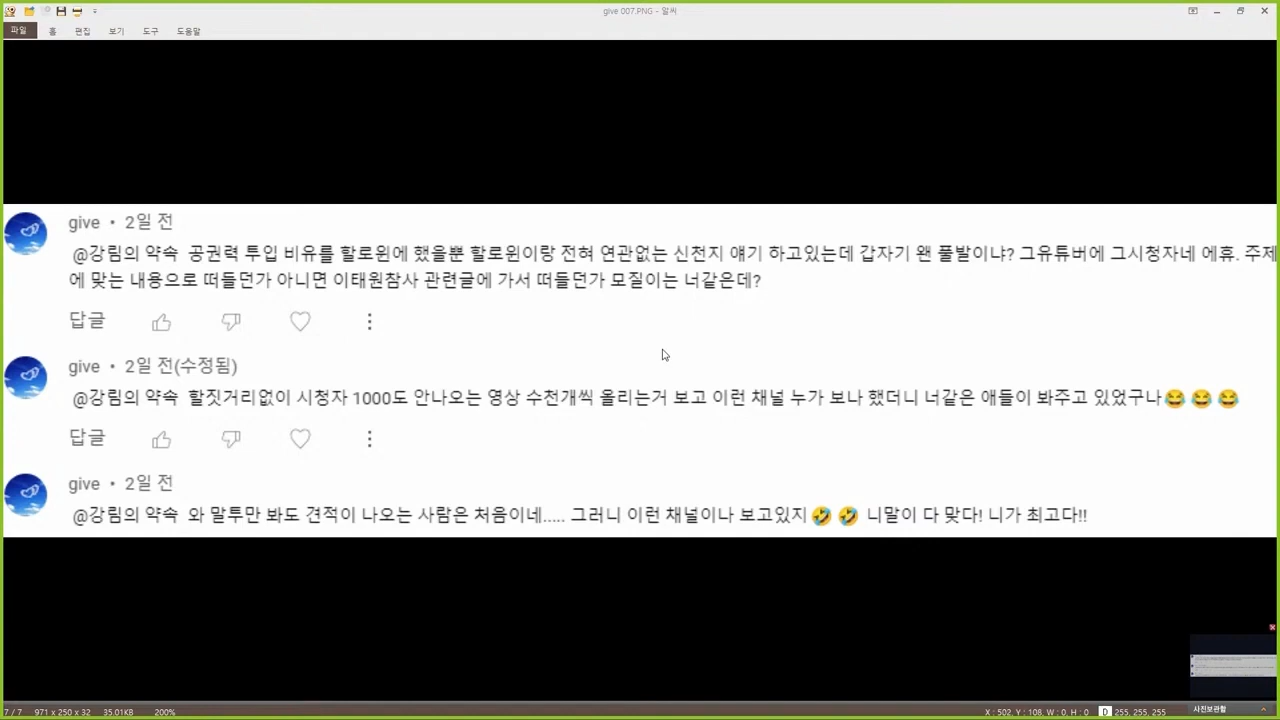 give 007.PNG - 알씨
파일 홈 편집 보기 도구 도움말
give • 2일 전
@강림의 약속 공권력 투입 비유를 할로윈에 했을뿐 할로윈이랑 전혀 연관없는 신천지 얘기 하고있는데 갑자기 왠 풀발이냐? 그유튜버에 그시청자네 에휴. 주제
에 맞는 내용으로 떠들던가 아니면 이태원참사 관련글에 가서 떠들던가 모질이는 너같은데?
답글
give • 2일 전(수정됨)
@강림의 약속 할짓거리없이 시청자 1000도 안나오는 영상 수천개씩 올리는거 보고 이런 채널 누가 보나 했더니 너같은 애들이 봐주고 있었구나😂 😂 😂
답글
give • 2일 전
@강림의 약속 와 말투만 봐도 견적이 나오는 사람은 처음이네..... 그러니 이런 채널이나 보고있지🤣 🤣 니말이 다 맞다! 니가 최고다!!
7 / 7 971 x 250 x 32 35.01KB 200% X : 502, Y : 108, W : 0, H : 0 D 255, 255, 255 사진보관함